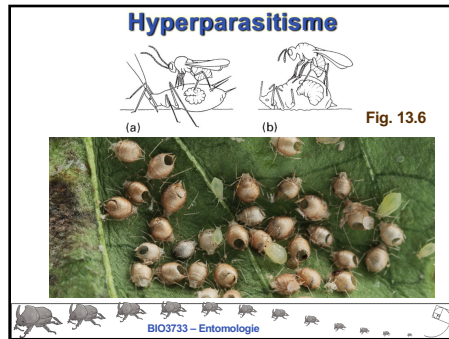 Hyperparasitisme
(a)
(b)
Fig. 13.6
BIO3733 – Entomologie